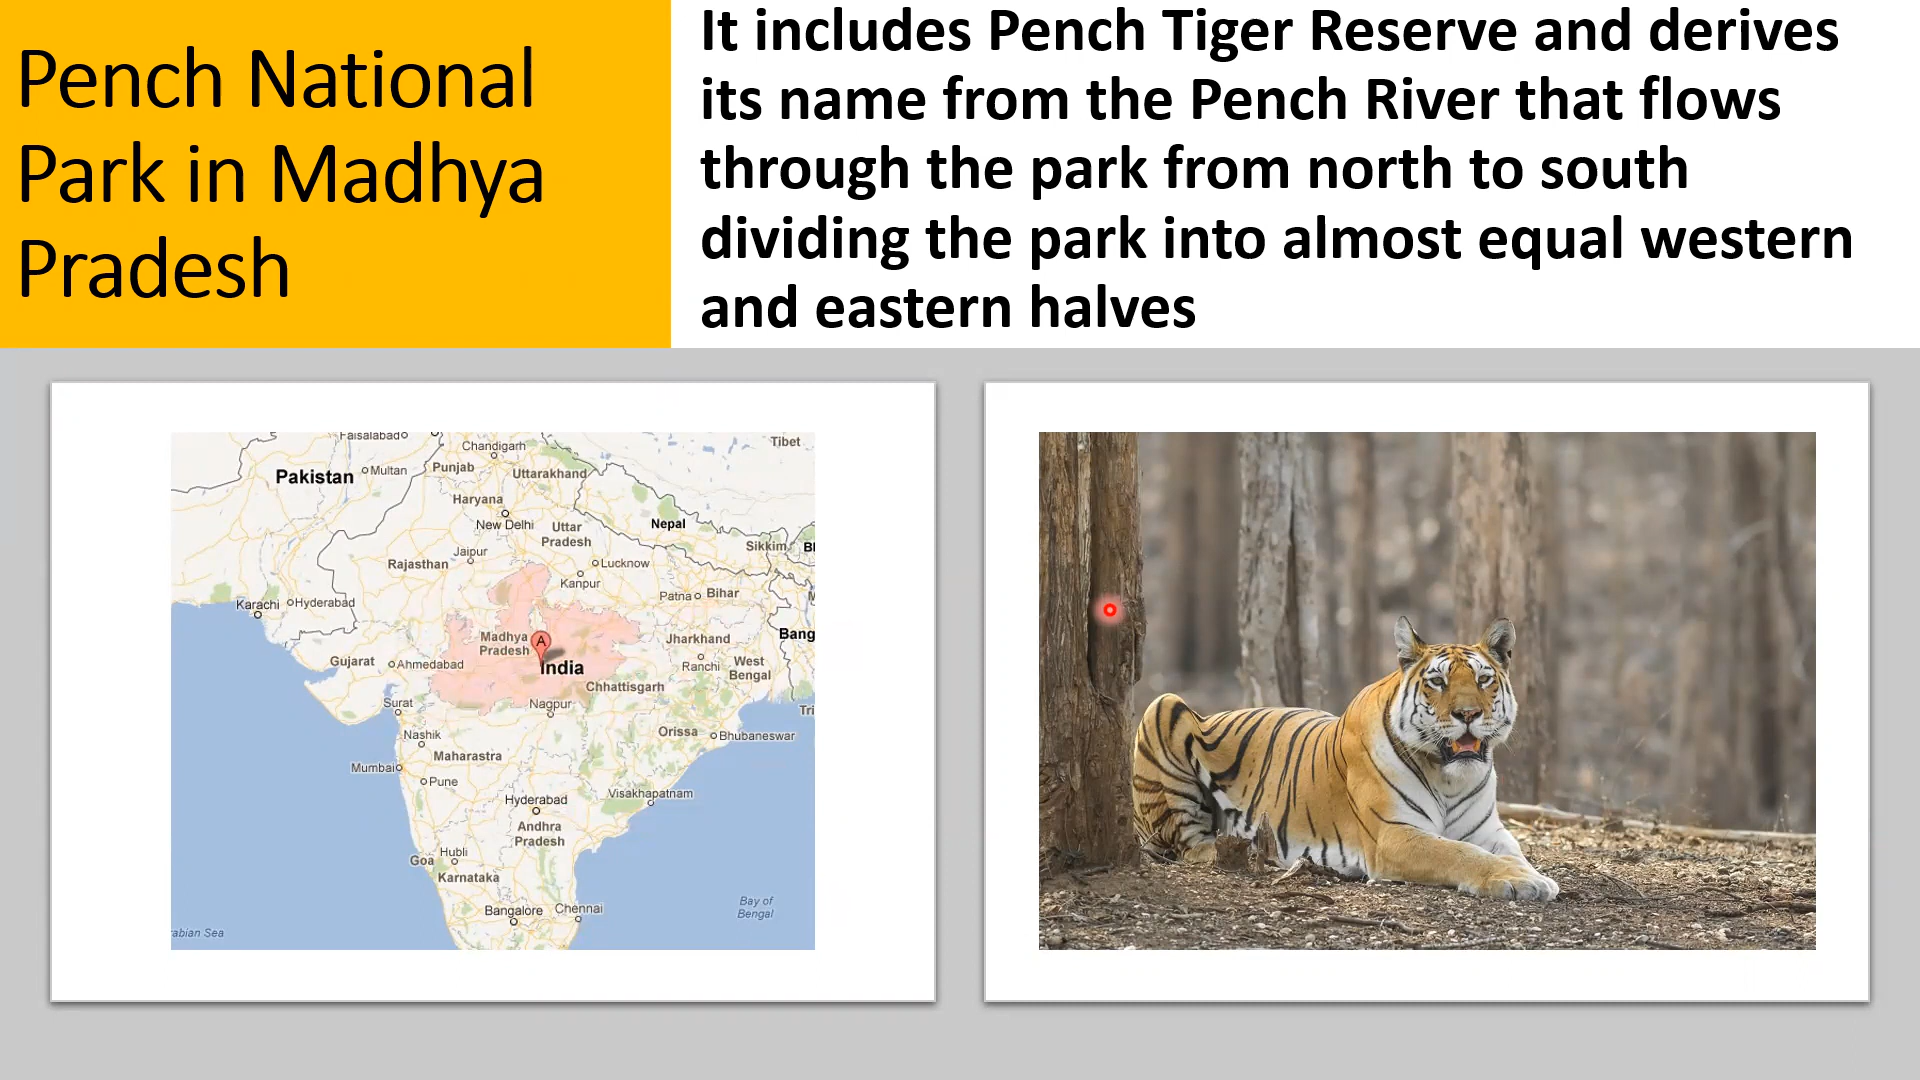 Pench National
Park in Madhya
Pradesh
It includes Pench Tiger Reserve and derives
its name from the Pench River that flows
through the park from north to south
dividing the park into almost equal western
and eastern halves
Faisalabad
Chandigarh
Tibet
Pakistan
Multan
Punjab
Uttarakhand
Haryana
New Delhi
Uttar
Pradesh
Nepal
Sikkim
Jaipur
Rajasthan
Lucknow
Kanpur
Patna
Bihar
Karachi
Hyderabad
Madhya
Pradesh
A
India
Jharkhand
Bang
Gujarat
Ahmedabad
Ranchi
West
Bengal
Chhattisgarh
Surat
Nagpur
Tri
Nashik
Orissa
Bhubaneswar
Maharastra
Mumbai
Pune
Hyderabad
Visakhapatnam
Andhra
Pradesh
Hubli
Goa
Karnataka
Bangalore
Chennai
Bay of
Bengal
rabian Sea